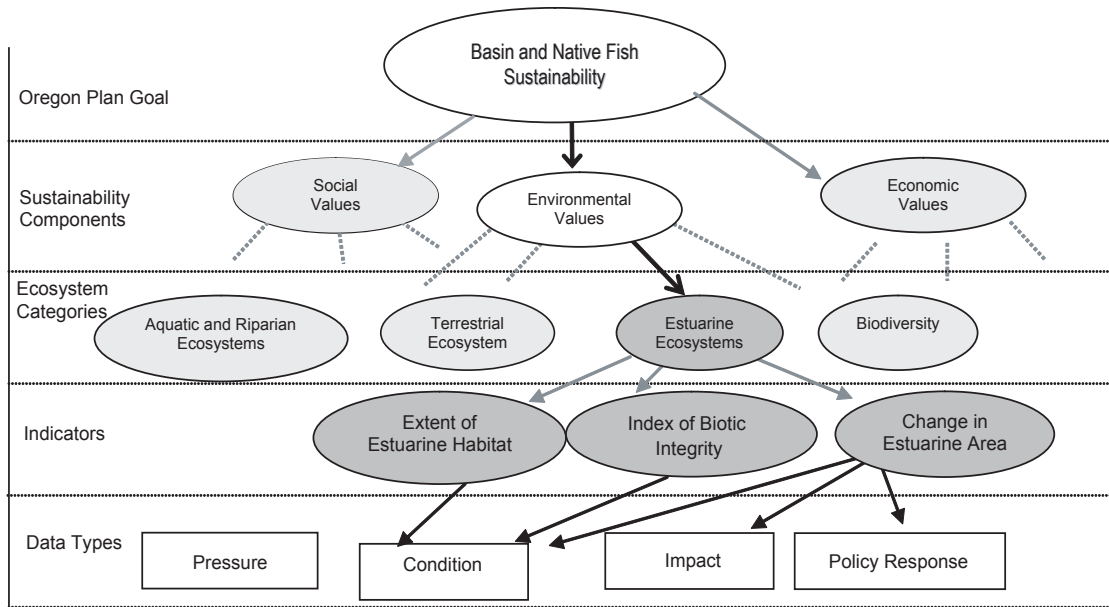 Basin and Native Fish
Sustainability
Oregon Plan Goal
Sustainability
Components
Social
Values
Environmental
Values
Economic
Values
Ecosystem
Categories
Aquatic and Riparian
Ecosystems
Terrestrial
Ecosystem
Estuarine
Ecosystems
Biodiversity
Indicators
Extent of
Estuarine Habitat
Index of Biotic
Integrity
Change in
Estuarine Area
Data Types
Pressure
Condition
Impact
Policy Response